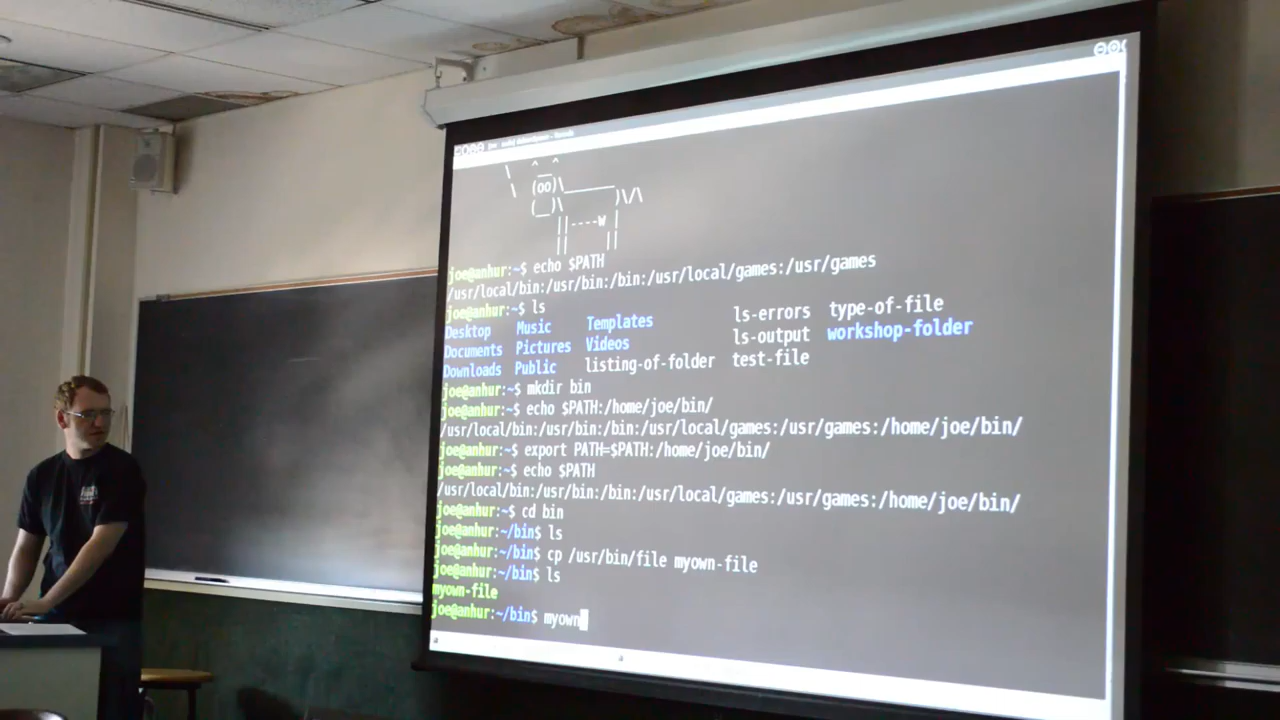 \   ^__^
 \  (oo)\_______
    (__)\       )\/\
        ||----w |
        ||     ||
joe@anhur:~$ echo $PATH
/usr/local/bin:/usr/bin:/bin:/usr/local/games:/usr/games
joe@anhur:~$ ls
Desktop Music Templates ls-errors type-of-file
Documents Pictures Videos ls-output workshop-folder
Downloads Public listing-of_folder test-file
joe@anhur:~$ mkdir bin
joe@anhur:~$ echo $PATH:/home/joe/bin/
/usr/local/bin:/usr/bin:/bin:/usr/local/games:/usr/games:/home/joe/bin/
joe@anhur:~$ export PATH=$PATH:/home/joe/bin/
joe@anhur:~$ echo $PATH
/usr/local/bin:/usr/bin:/bin:/usr/local/games:/usr/games:/home/joe/bin/
joe@anhur:~$ cd bin
joe@anhur:~/bin$ ls
joe@anhur:~/bin$ cp /usr/bin/file myown-file
joe@anhur:~/bin$ ls
myown-file
joe@anhur:~/bin$ myown